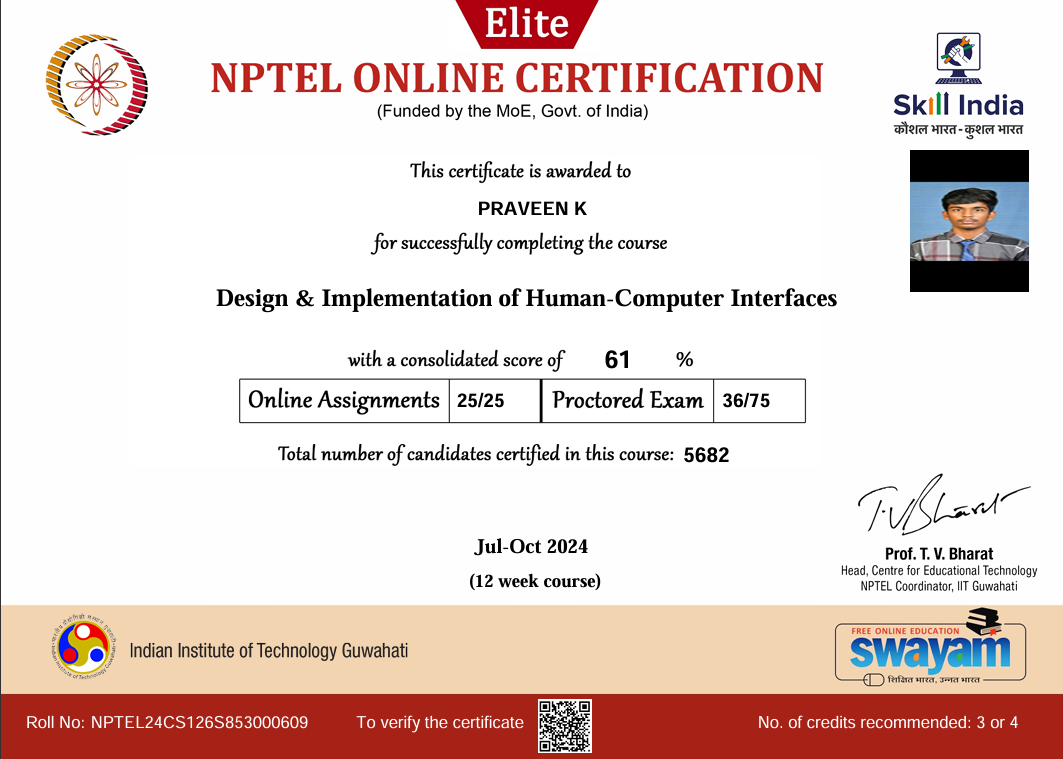 Elite
NPTEL ONLINE CERTIFICATION
(Funded by the MoE, Govt. of India)
Skill India
कौशल भारत - कुशल भारत
This certificate is awarded to
PRAVEEN K
for successfully completing the course
Design & Implementation of Human-Computer Interfaces
with a consolidated score of 61 %
Online Assignments 25/25 Proctored Exam 36/75
Total number of candidates certified in this course: 5682
T.V Bharat
Jul-Oct 2024
(12 week course)
Prof. T. V. Bharat
Head, Centre for Educational Technology
NPTEL Coordinator, IIT Guwahati
Indian Institute of Technology Guwahati
Indian Institute of Technology Guwahati
FREE ONLINE EDUCATION
swayam
शिक्षित भारत, उन्नत भारत
Roll No: NPTEL24CS126S853000609 To verify the certificate No. of credits recommended: 3 or 4